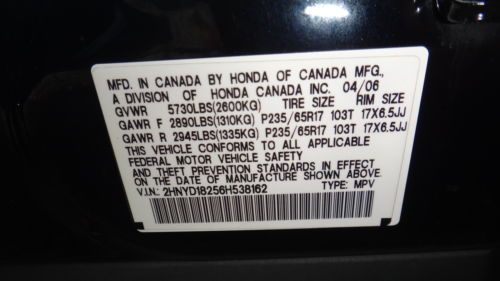 MFD. IN CANADA BY HONDA OF CANADA MFG.,
A DIVISION OF HONDA CANADA INC. 04/06
GVWR 5730LBS(2600KG) TIRE SIZE RIM SIZE
GAWR F 2890LBS(1310KG) P235/65R17 103T 17X6.5JJ
GAWR R 2945LBS(1335KG) P235/65R17 103T 17X6.5JJ
THIS VEHICLE CONFORMS TO ALL APPLICABLE
FEDERAL MOTOR VEHICLE SAFETY
AND THEFT PREVENTION STANDARDS IN EFFECT ON
THE DATE OF MANUFACTURE SHOWN ABOVE.
V.I.N.: 2HNYD18256H538162 TYPE: MPV